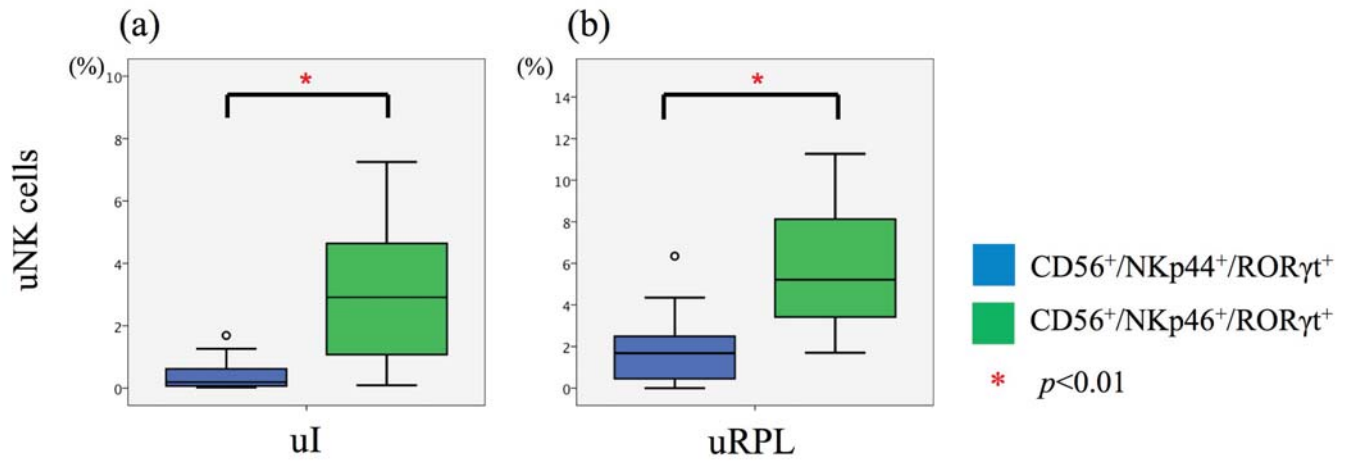 (a)
(%)
10
8
6
4
2
0
*
uI
uNK cells
(b)
(%)
14
12
10
8
6
4
2
0
*
uRPL
CD56⁺/NKp44⁺/RORγt⁺
CD56⁺/NKp46⁺/RORγt⁺
* p<0.01